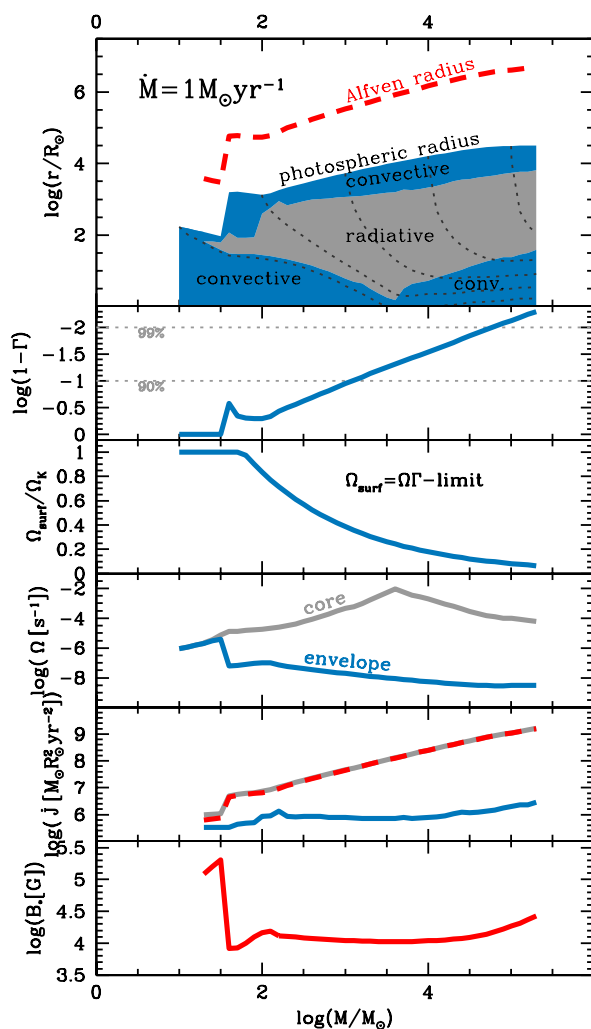 0 2 4
Ṁ=1M⊙yr⁻¹
Alfven radius
photospheric radius
convective
radiative
convective
conv.
log(r/R⊙)
6
4
2
log(1−Γ)
−2
−1.5
−1
−0.5
0
99%
90%
Ωsurf/ΩK
1
0.8
0.6
0.4
0.2
0
Ωsurf=ΩΓ−limit
log(Ω[s⁻¹])
−2
−4
−6
−8
core
envelope
log(J̇[M⊙R⊙²yr⁻²])
9
8
7
6
log(B*[G])
5.5
5
4.5
4
3.5
0 2 4
log(M/M⊙)